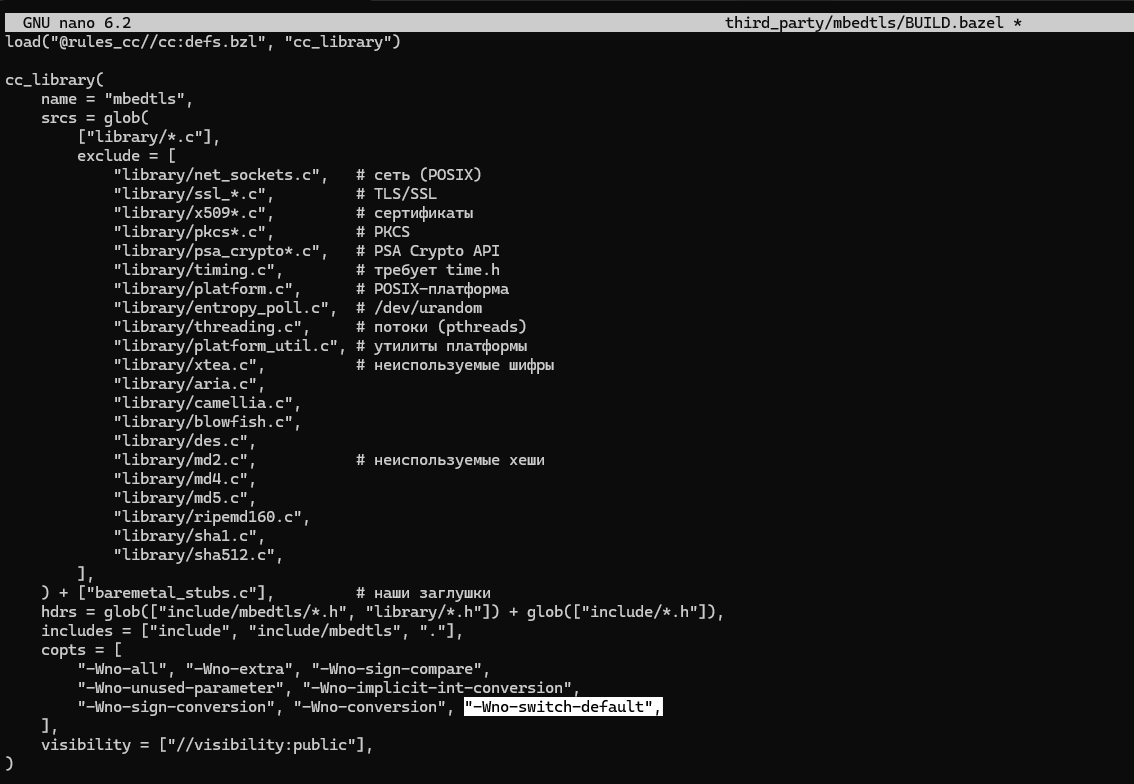 GNU nano 6.2                    third_party/mbedtls/BUILD.bazel *
load("@rules_cc//cc:defs.bzl", "cc_library")

cc_library(
    name = "mbedtls",
    srcs = glob(
        ["library/*.c"],
        exclude = [
            "library/net_sockets.c",   # сеть (POSIX)
            "library/ssl_*.c",         # TLS/SSL
            "library/x509*.c",         # сертификаты
            "library/pkcs*.c",         # PKCS
            "library/psa_crypto*.c",   # PSA Crypto API
            "library/timing.c",        # требует time.h
            "library/platform.c",      # POSIX-платформа
            "library/entropy_poll.c",  # /dev/urandom
            "library/threading.c",     # потоки (pthreads)
            "library/platform_util.c", # утилиты платформы
            "library/xtea.c",          # неиспользуемые шифры
            "library/aria.c",
            "library/camellia.c",
            "library/blowfish.c",
            "library/des.c",
            "library/md2.c",           # неиспользуемые хеши
            "library/md4.c",
            "library/md5.c",
            "library/ripemd160.c",
            "library/sha1.c",
            "library/sha512.c",
        ],
    ) + ["baremetal_stubs.c"],         # наши заглушки
    hdrs = glob(["include/mbedtls/*.h", "library/*.h"]) + glob(["include/*.h"]),
    includes = ["include", "include/mbedtls", "."],
    copts = [
        "-Wno-all", "-Wno-extra", "-Wno-sign-compare",
        "-Wno-unused-parameter", "-Wno-implicit-int-conversion",
        "-Wno-sign-conversion", "-Wno-conversion", "-Wno-switch-default",
    ],
    visibility = ["//visibility:public"],
)